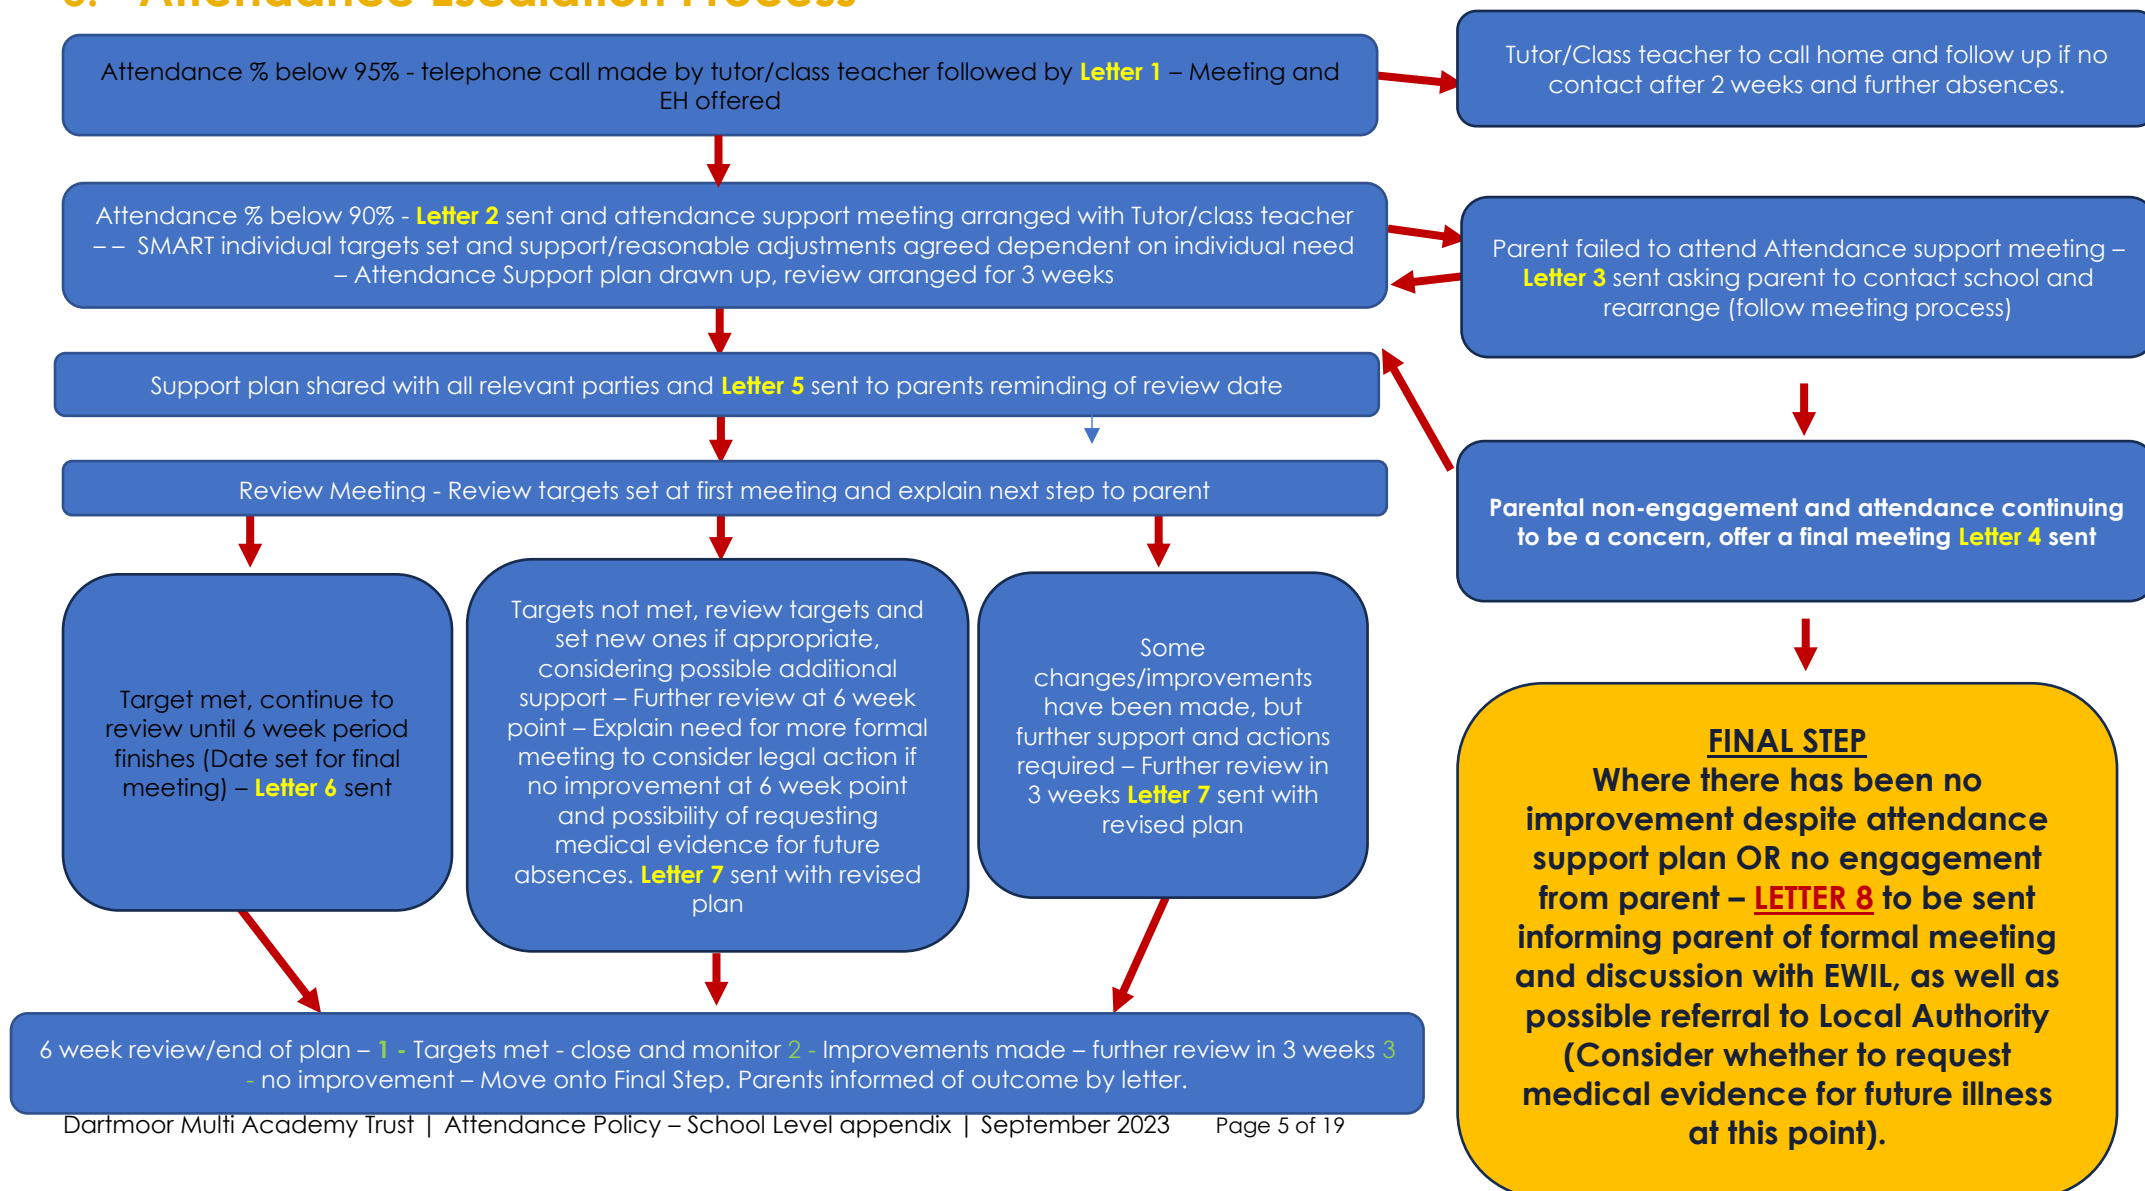 Attendance Escalation Process
Attendance % below 95% - telephone call made by tutor/class teacher followed by Letter 1 – Meeting and
EH offered
Tutor/Class teacher to call home and follow up if no
contact after 2 weeks and further absences.
Attendance % below 90% - Letter 2 sent and attendance support meeting arranged with Tutor/class teacher
– – SMART individual targets set and support/reasonable adjustments agreed dependent on individual need
– Attendance Support plan drawn up, review arranged for 3 weeks
Parent failed to attend Attendance support meeting –
Letter 3 sent asking parent to contact school and
rearrange (follow meeting process)
Support plan shared with all relevant parties and Letter 5 sent to parents reminding of review date
Review Meeting - Review targets set at first meeting and explain next step to parent
Parental non-engagement and attendance continuing
to be a concern, offer a final meeting Letter 4 sent
Target met, continue to
review until 6 week period
finishes (Date set for final
meeting) – Letter 6 sent
Targets not met, review targets and
set new ones if appropriate,
considering possible additional
support – Further review at 6 week
point – Explain need for more formal
meeting to consider legal action if
no improvement at 6 week point
and possibility of requesting
medical evidence for future
absences. Letter 7 sent with revised
plan
Some
changes/improvements
have been made, but
further support and actions
required – Further review in
3 weeks Letter 7 sent with
revised plan
FINAL STEP
Where there has been no
improvement despite attendance
support plan OR no engagement
from parent – LETTER 8 to be sent
informing parent of formal meeting
and discussion with EWIL, as well as
possible referral to Local Authority
(Consider whether to request
medical evidence for future illness
at this point).
6 week review/end of plan – 1 - Targets met - close and monitor 2 - Improvements made – further review in 3 weeks 3
- no improvement – Move onto Final Step. Parents informed of outcome by letter.
Dartmoor Multi Academy Trust | Attendance Policy – School Level appendix | September 2023 Page 5 of 19